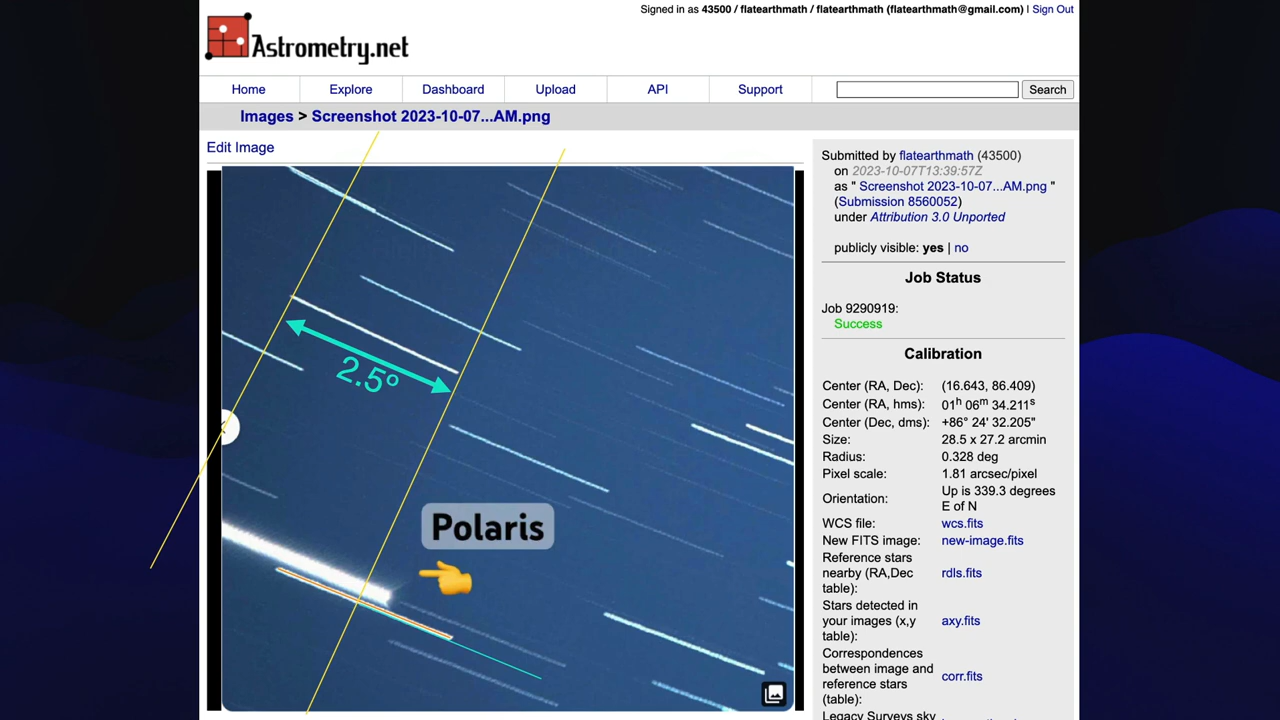 Signed in as 43500 / flatearthmath / flatearthmath (flatearthmath@gmail.com) | Sign Out
Astrometry.net
Home Explore Dashboard Upload API Support Search
Images > Screenshot 2023-10-07...AM.png
Edit Image
2.5º
Polaris
Submitted by flatearthmath (43500)
on 2023-10-07T13:39:57Z
as " Screenshot 2023-10-07...AM.png "
(Submission 8560052)
under Attribution 3.0 Unported
publicly visible: yes | no
Job Status
Job 9290919:
Success
Calibration
Center (RA, Dec): (16.643, 86.409)
Center (RA, hms): 01h 06m 34.211s
Center (Dec, dms): +86° 24' 32.205"
Size: 28.5 x 27.2 arcmin
Radius: 0.328 deg
Pixel scale: 1.81 arcsec/pixel
Orientation: Up is 339.3 degrees
E of N
WCS file: wcs.fits
New FITS image: new-image.fits
Reference stars
nearby (RA,Dec rdls.fits
table):
Stars detected in
your images (x,y axy.fits
table):
Correspondences
between image and
reference stars corr.fits
(table):
Legacy Surveys sky